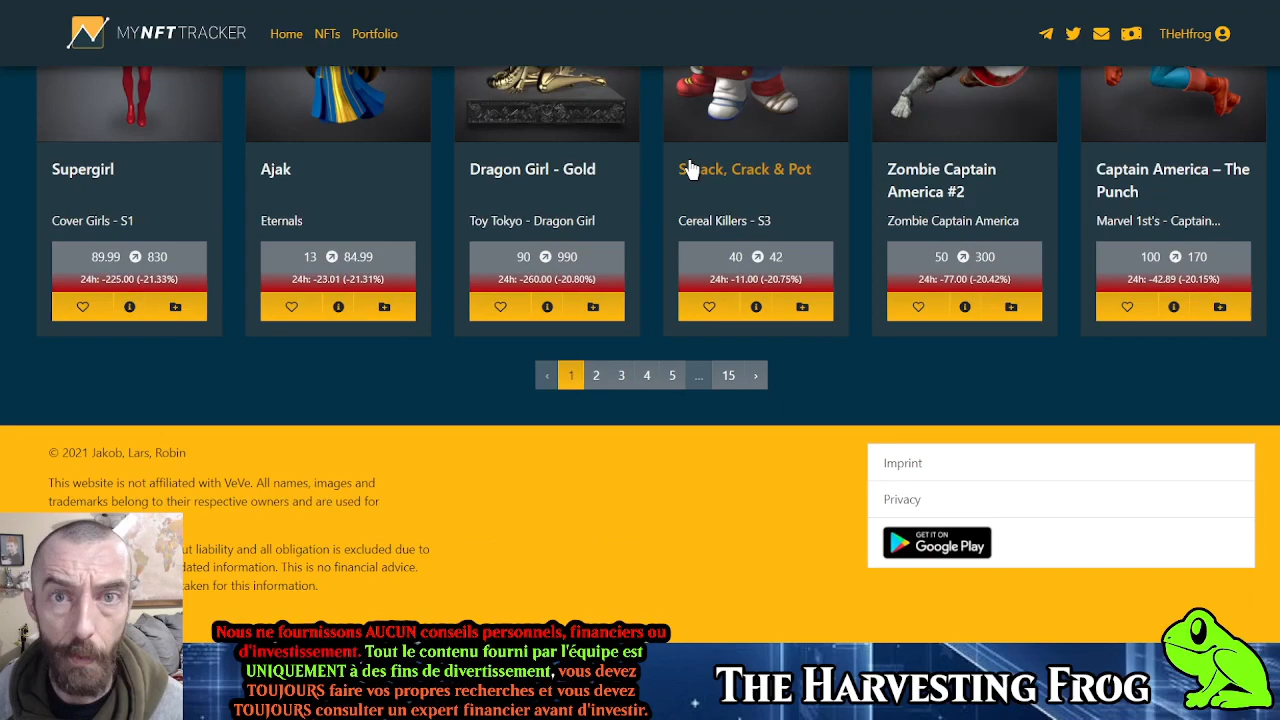 MYNFTTRACKER
Home NFTs Portfolio
THeHfrog
Supergirl
Cover Girls - S1
89.99 830
24h: -225.00 (-21.33%)
Ajak
Eternals
13 84.99
24h: -23.01 (-21.31%)
Dragon Girl - Gold
Toy Tokyo - Dragon Girl
90 990
24h: -260.00 (-20.80%)
Crack & Pot
Cereal Killers - S3
40 42
24h: -11.00 (-20.75%)
Zombie Captain
America #2
Zombie Captain America
50 300
24h: -77.00 (-20.42%)
Captain America – The
Punch
Marvel 1st's - Captain...
100 170
24h: -42.89 (-20.15%)
‹ 1 2 3 4 5 ... 15 ›
© 2021 Jakob, Lars, Robin
This website is not affiliated with VeVe. All names, images and
trademarks belong to their respective owners and are used for
liability and all obligation is excluded due to
information. This is no financial advice.
taken for this information.
Imprint
Privacy
GET IT ON
Google Play
Nous ne fournissons AUCUN conseils personnels, financiers ou
d'investissement. Tout le contenu fourni par l'équipe est
UNIQUEMENT à des fins de divertissement, vous devez
TOUJOURS faire vos propres recherches et vous devez
TOUJOURS consulter un expert financier avant d'investir.
THE HARVESTING FROG